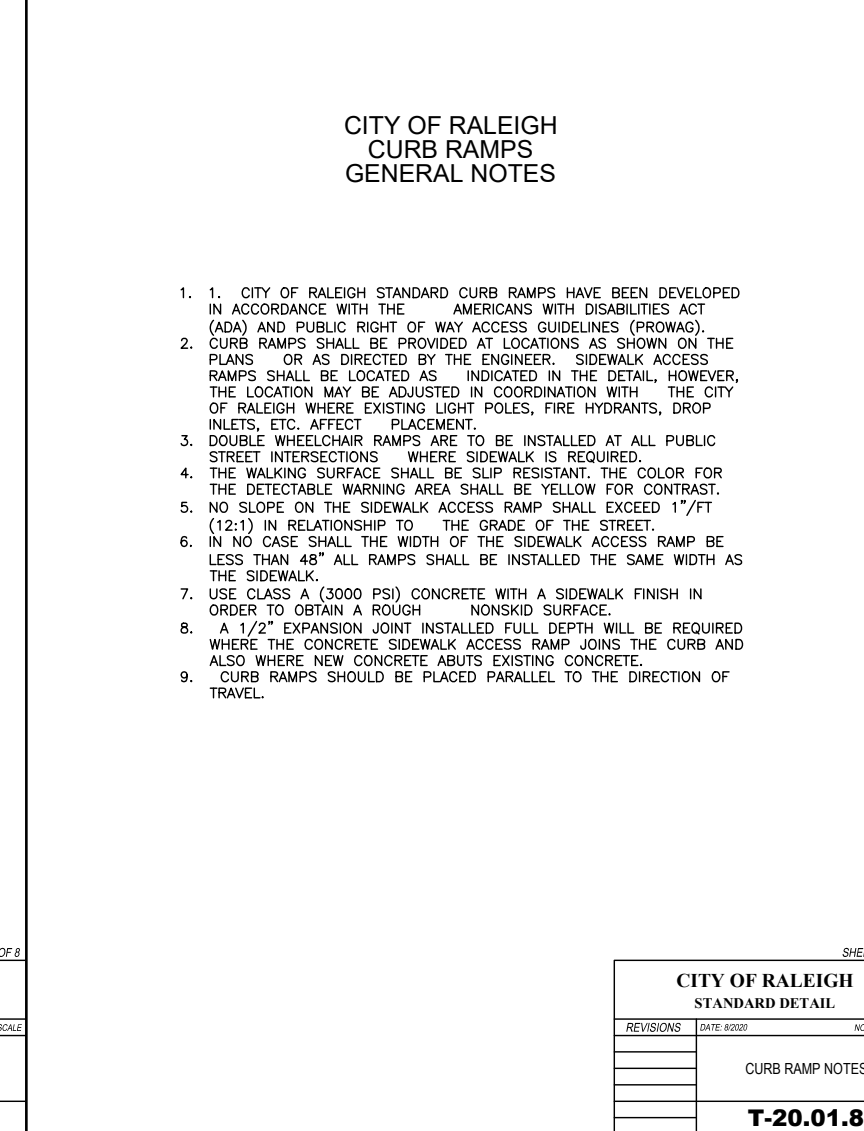 CITY OF RALEIGH
CURB RAMPS
GENERAL NOTES
1. 1. CITY OF RALEIGH STANDARD CURB RAMPS HAVE BEEN DEVELOPED
IN ACCORDANCE WITH THE AMERICANS WITH DISABILITIES ACT
(ADA) AND PUBLIC RIGHT OF WAY ACCESS GUIDELINES (PROWAG).
2. CURB RAMPS SHALL BE PROVIDED AT LOCATIONS AS SHOWN ON THE
PLANS OR AS DIRECTED BY THE ENGINEER. SIDEWALK ACCESS
RAMPS SHALL BE LOCATED AS INDICATED IN THE DETAIL, HOWEVER,
THE LOCATION MAY BE ADJUSTED IN COORDINATION WITH THE CITY
OF RALEIGH WHERE EXISTING LIGHT POLES, FIRE HYDRANTS, DROP
INLETS, ETC. AFFECT PLACEMENT.
3. DOUBLE WHEELCHAIR RAMPS ARE TO BE INSTALLED AT ALL PUBLIC
STREET INTERSECTIONS WHERE SIDEWALK IS REQUIRED.
4. THE WALKING SURFACE SHALL BE SLIP RESISTANT. THE COLOR FOR
THE DETECTABLE WARNING AREA SHALL BE YELLOW FOR CONTRAST.
5. NO SLOPE ON THE SIDEWALK ACCESS RAMP SHALL EXCEED 1"/FT
(12:1) IN RELATIONSHIP TO THE GRADE OF THE STREET.
6. IN NO CASE SHALL THE WIDTH OF THE SIDEWALK ACCESS RAMP BE
LESS THAN 48" ALL RAMPS SHALL BE INSTALLED THE SAME WIDTH AS
THE SIDEWALK.
7. USE CLASS A (3000 PSI) CONCRETE WITH A SIDEWALK FINISH IN
ORDER TO OBTAIN A ROUGH NONSKID SURFACE.
8. A 1/2" EXPANSION JOINT INSTALLED FULL DEPTH WILL BE REQUIRED
WHERE THE CONCRETE SIDEWALK ACCESS RAMP JOINS THE CURB AND
ALSO WHERE NEW CONCRETE ABUTS EXISTING CONCRETE.
9. CURB RAMPS SHOULD BE PLACED PARALLEL TO THE DIRECTION OF
TRAVEL.
OF 8
SHE
CITY OF RALEIGH
STANDARD DETAIL
SCALE
REVISIONS DATE: 8/2020 NO
CURB RAMP NOTES
T-20.01.8